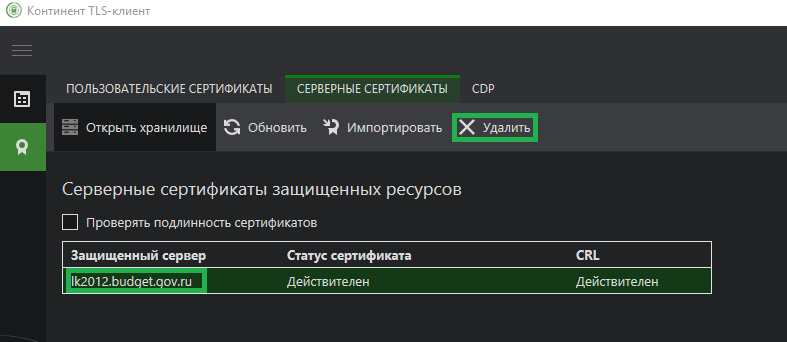 Континент TLS-клиент
ПОЛЬЗОВАТЕЛЬСКИЕ СЕРТИФИКАТЫ СЕРВЕРНЫЕ СЕРТИФИКАТЫ CDP
Открыть хранилище Обновить Импортировать Удалить
Серверные сертификаты защищенных ресурсов
Проверять подлинность сертификатов
Защищенный сервер Статус сертификата CRL
lk2012.budget.gov.ru Действителен Действителен